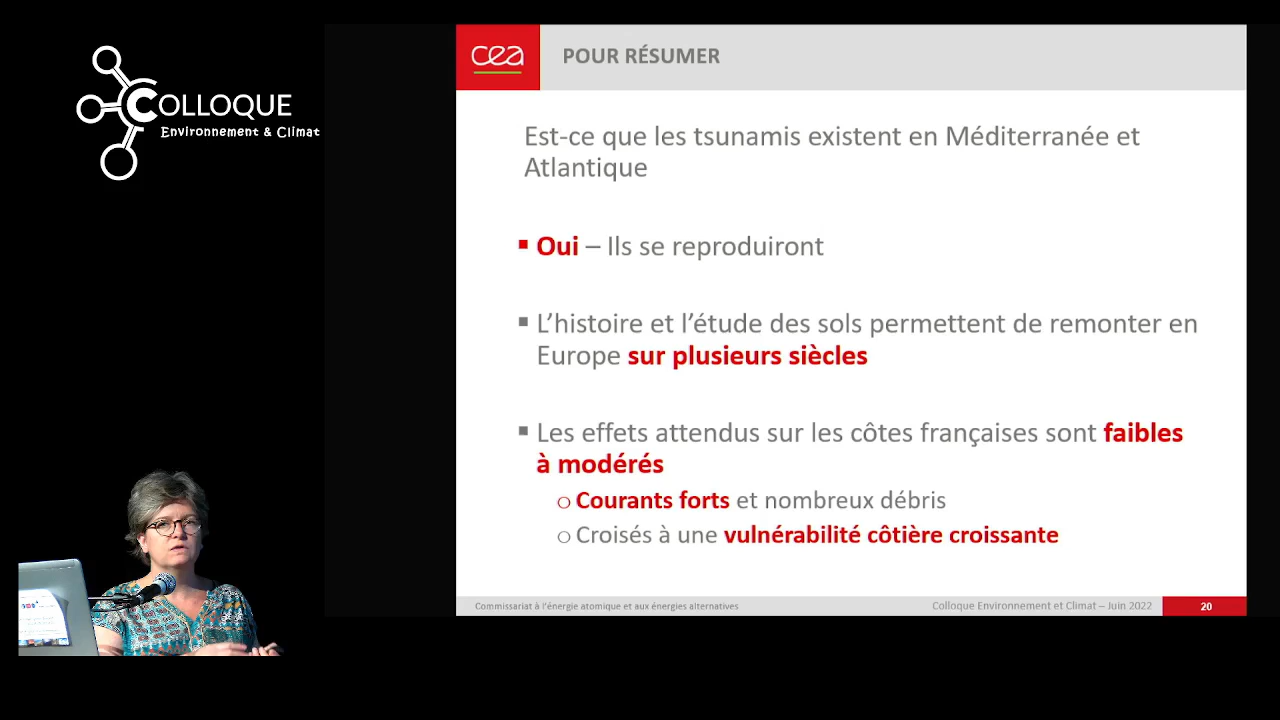 COLLOQUE
Environnement & Climat
cea
POUR RÉSUMER
Est-ce que les tsunamis existent en Méditerranée et
Atlantique
▪ Oui – Ils se reproduiront
▪ L’histoire et l’étude des sols permettent de remonter en
Europe sur plusieurs siècles
▪ Les effets attendus sur les côtes françaises sont faibles
à modérés
o Courants forts et nombreux débris
o Croisés à une vulnérabilité côtière croissante
Commissariat à l’énergie atomique et aux énergies alternatives
Colloque Environnement et Climat – Juin 2022
20